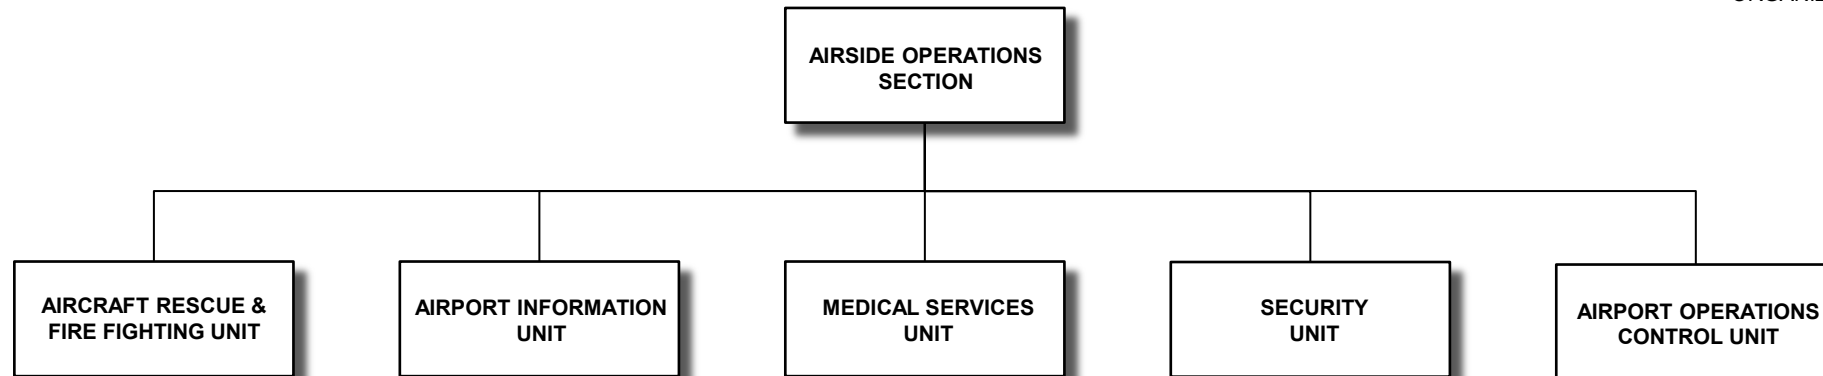 AIRSIDE OPERATIONS
SECTION
AIRCRAFT RESCUE &
FIRE FIGHTING UNIT
AIRPORT INFORMATION
UNIT
MEDICAL SERVICES
UNIT
SECURITY
UNIT
AIRPORT OPERATIONS
CONTROL UNIT